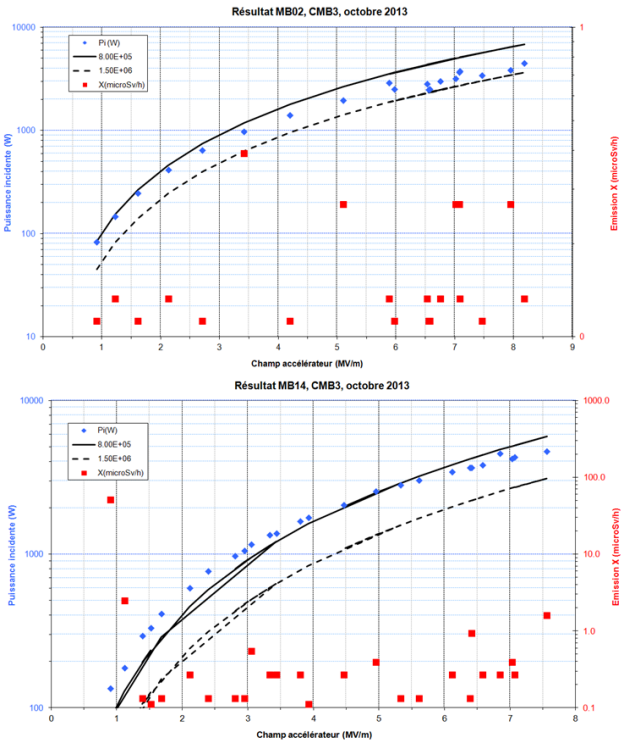 Résultat MB02, CMB3, octobre 2013
10000
1000
100
10
Puissance incidente (W)
Pi (W)
8.00E+05
1.50E+06
X(microSv/h)
1
0
Emission X (microSv/h)
0 1 2 3 4 5 6 7 8 9
Champ accélérateur (MV/m)
Résultat MB14, CMB3, octobre 2013
10000
1000
100
Puissance incidente (W)
Pi(W)
8.00E+05
1.50E+06
X(microSv/h)
1000.0
100.0
10.0
1.0
0.1
Emission X (microSv/h)
0 1 2 3 4 5 6 7 8
Champ accélérateur (MV/m)